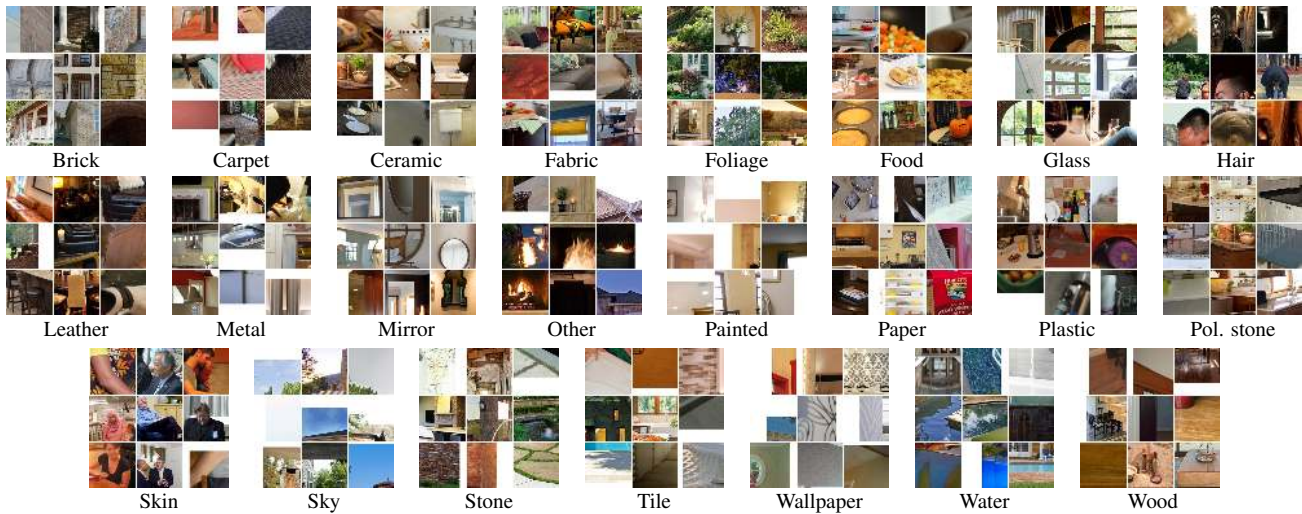 Brick Carpet Ceramic Fabric Foliage Food Glass Hair
Leather Metal Mirror Other Painted Paper Plastic Pol. stone
Skin Sky Stone Tile Wallpaper Water Wood